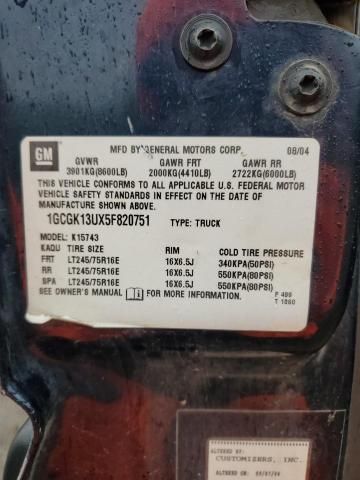 GM
MFD BY GENERAL MOTORS CORP. 08/04
GVWR GAWR FRT GAWR RR
3901KG(8600LB) 2000KG(4410LB) 2722KG(6000LB)
THIS VEHICLE CONFORMS TO ALL APPLICABLE U.S. FEDERAL MOTOR
VEHICLE SAFETY STANDARDS IN EFFECT ON THE DATE OF
MANUFACTURE SHOWN ABOVE.
1GCGK13UX5F820751 TYPE: TRUCK
MODEL: K15743
KAQU TIRE SIZE RIM COLD TIRE PRESSURE
FRT LT245/75R16E 16X6.5J 340KPA(50PSI)
RR LT245/75R16E 16X6.5J 550KPA(80PSI)
SPA LT245/75R16E 16X6.5J 550KPA(80PSI)
SEE OWNER'S MANUAL i FOR MORE INFORMATION.
F 499
T 1860
ALTERED BY:
CUSTOMIZERS, INC.
ALTERED ON: